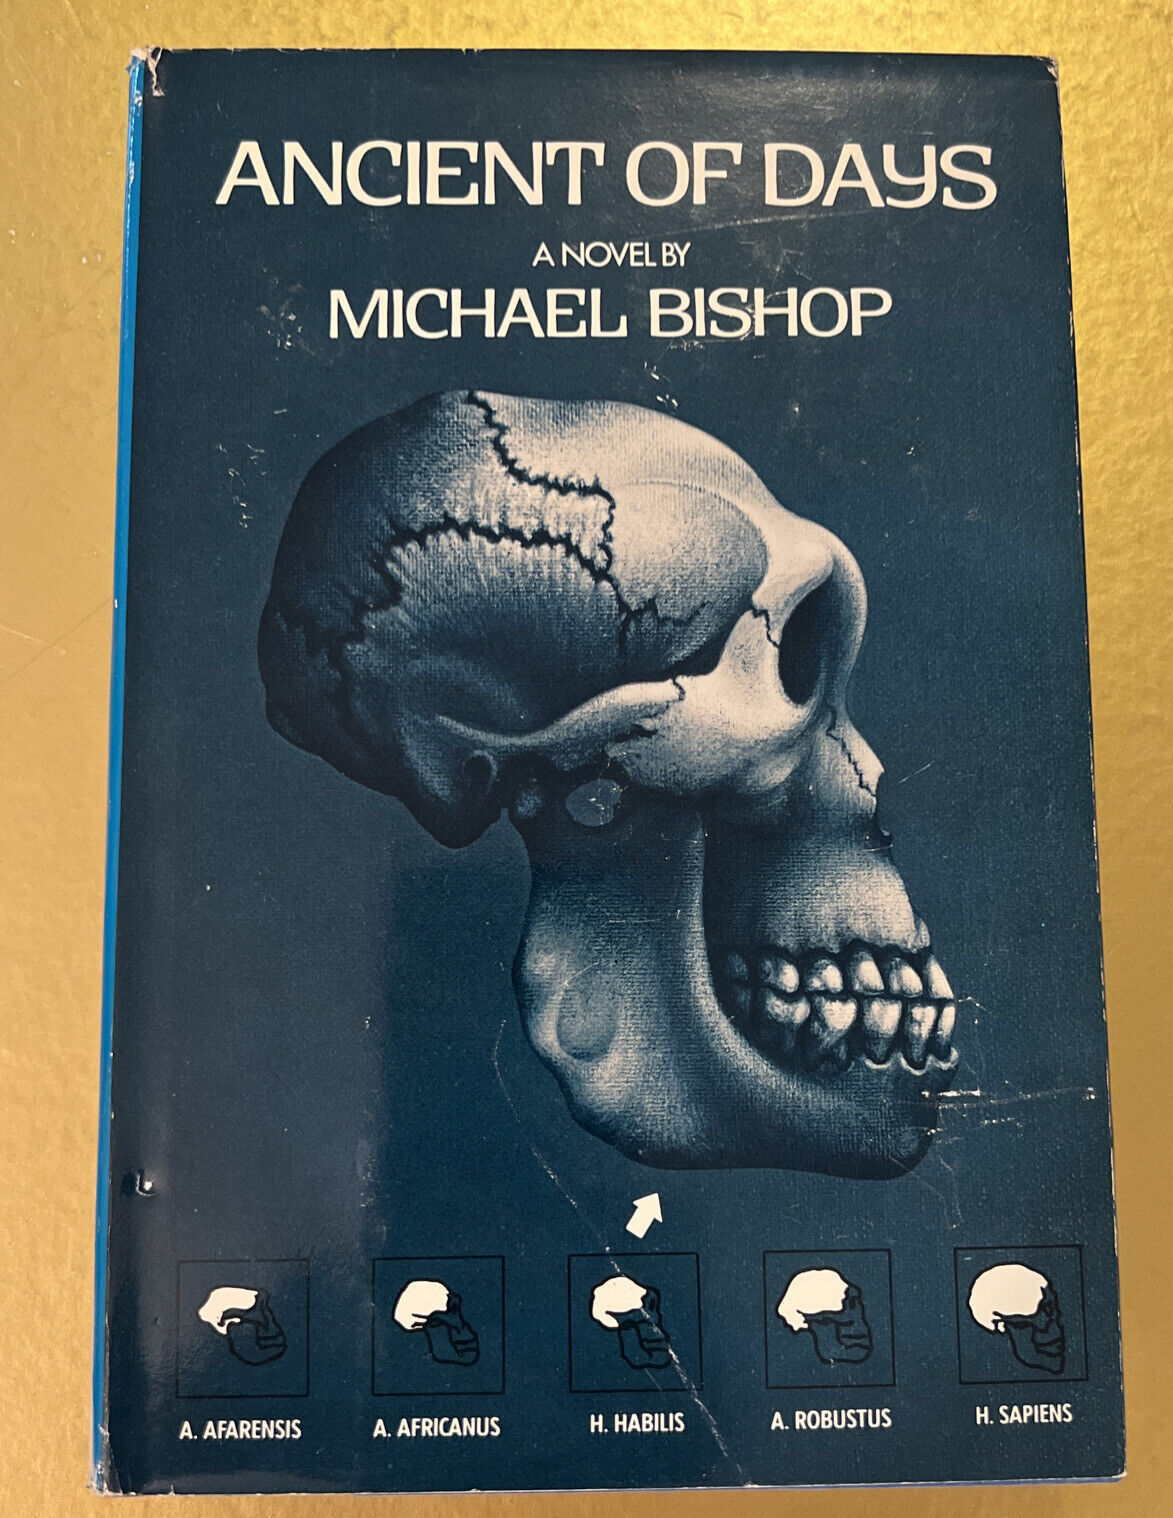 ANCIENT OF DAYS
A NOVEL BY
MICHAEL BISHOP
A. AFARENSIS
A. AFRICANUS
H. HABILIS
A. ROBUSTUS
H. SAPIENS